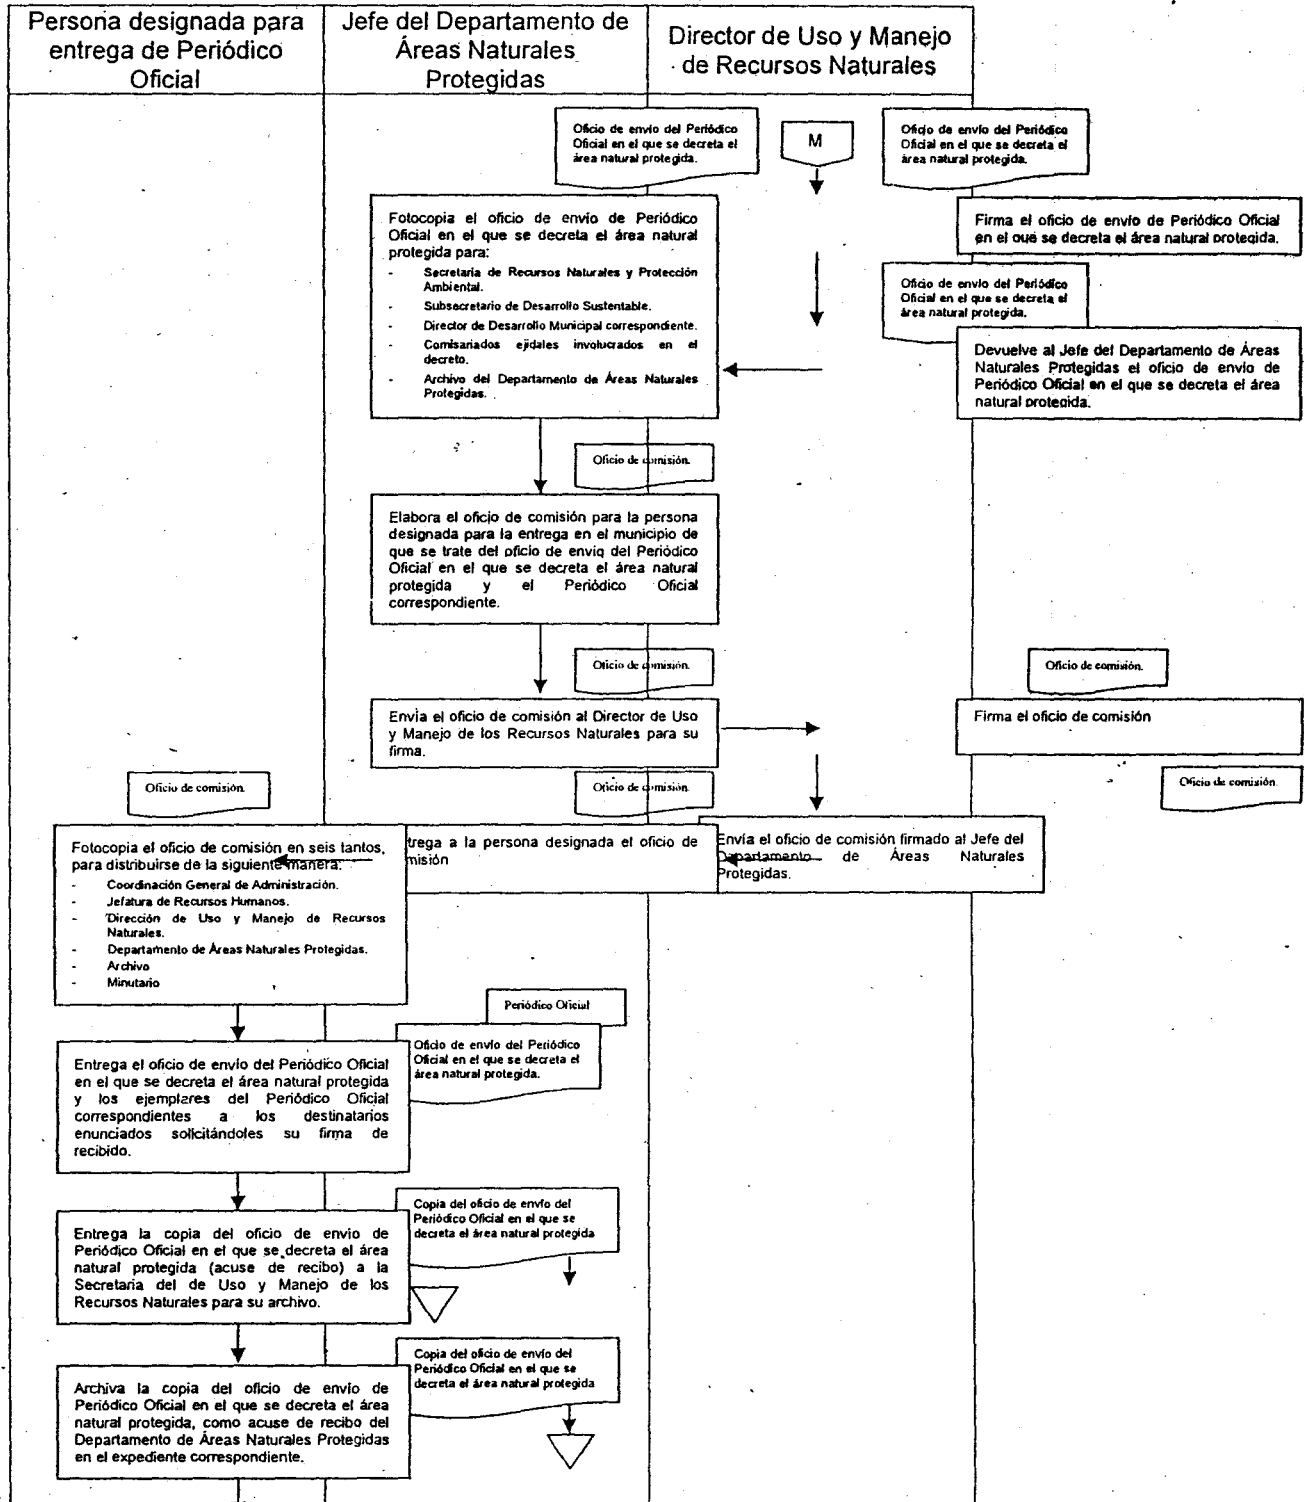 Persona designada para
entrega de Periódico
Oficial
Jefe del Departamento de
Áreas Naturales
Protegidas
Director de Uso y Manejo
de Recursos Naturales
Oficio de envío del Periódico
Oficial en el que se decreta el
área natural protegida.
M
Oficio de envío del Periódico
Oficial en el que se decreta el
área natural protegida.
Fotocopia el oficio de envío de Periódico
Oficial en el que se decreta el área natural
protegida para:
- Secretaria de Recursos Naturales y Protección
Ambiental.
- Subsecretario de Desarrollo Sustentable.
- Director de Desarrollo Municipal correspondiente.
- Comisariados ejidales involucrados en el
decreto.
- Archivo del Departamento de Áreas Naturales
Protegidas.
Firma el oficio de envío de Periódico Oficial
en el que se decreta el área natural protegida.
Oficio de envío del Periódico
Oficial en el que se decreta el
área natural protegida.
Devuelve al Jefe del Departamento de Áreas
Naturales Protegidas el oficio de envío de
Periódico Oficial en el que se decreta el área
natural protegida.
Oficio de comisión.
Elabora el oficio de comisión para la persona
designada para la entrega en el municipio de
que se trate del oficio de envio del Periódico
Oficial en el que se decreta el área natural
protegida y el Periódico Oficial
correspondiente.
Oficio de comisión.
Oficio de comisión.
Envía el oficio de comisión al Director de Uso
y Manejo de los Recursos Naturales para su
firma.
Firma el oficio de comisión
Oficio de comisión.
Oficio de comisión.
Oficio de comisión.
Fotocopia el oficio de comisión en seis tantos,
para distribuirse de la siguiente manera:
- Coordinación General de Administración.
- Jefatura de Recursos Humanos.
- Dirección de Uso y Manejo de Recursos
Naturales.
- Departamento de Áreas Naturales Protegidas.
- Archivo
- Minutario
trega a la persona designada el oficio de
misión
Envía el oficio de comisión firmado al Jefe del
Departamento de Áreas Naturales
Protegidas.
Periódico Oficial
Oficio de envío del Periódico
Oficial en el que se decreta el
área natural protegida.
Entrega el oficio de envío del Periódico Oficial
en el que se decreta el área natural protegida
y los ejemplares del Periódico Oficial
correspondientes a los destinatarios
enunciados solicitándoles su firma de
recibido.
Copia del oficio de envío del
Periódico Oficial en el que se
decreta el área natural protegida
Entrega la copia del oficio de envio de
Periódico Oficial en el que se decreta el área
natural protegida (acuse de recibo) a la
Secretaria del de Uso y Manejo de los
Recursos Naturales para su archivo.
Copia del oficio de envío del
Periódico Oficial en el que se
decreta el área natural protegida
Archiva la copia del oficio de envío de
Periódico Oficial en el que se decreta el área
natural protegida, como acuse de recibo del
Departamento de Áreas Naturales Protegidas
en el expediente correspondiente.